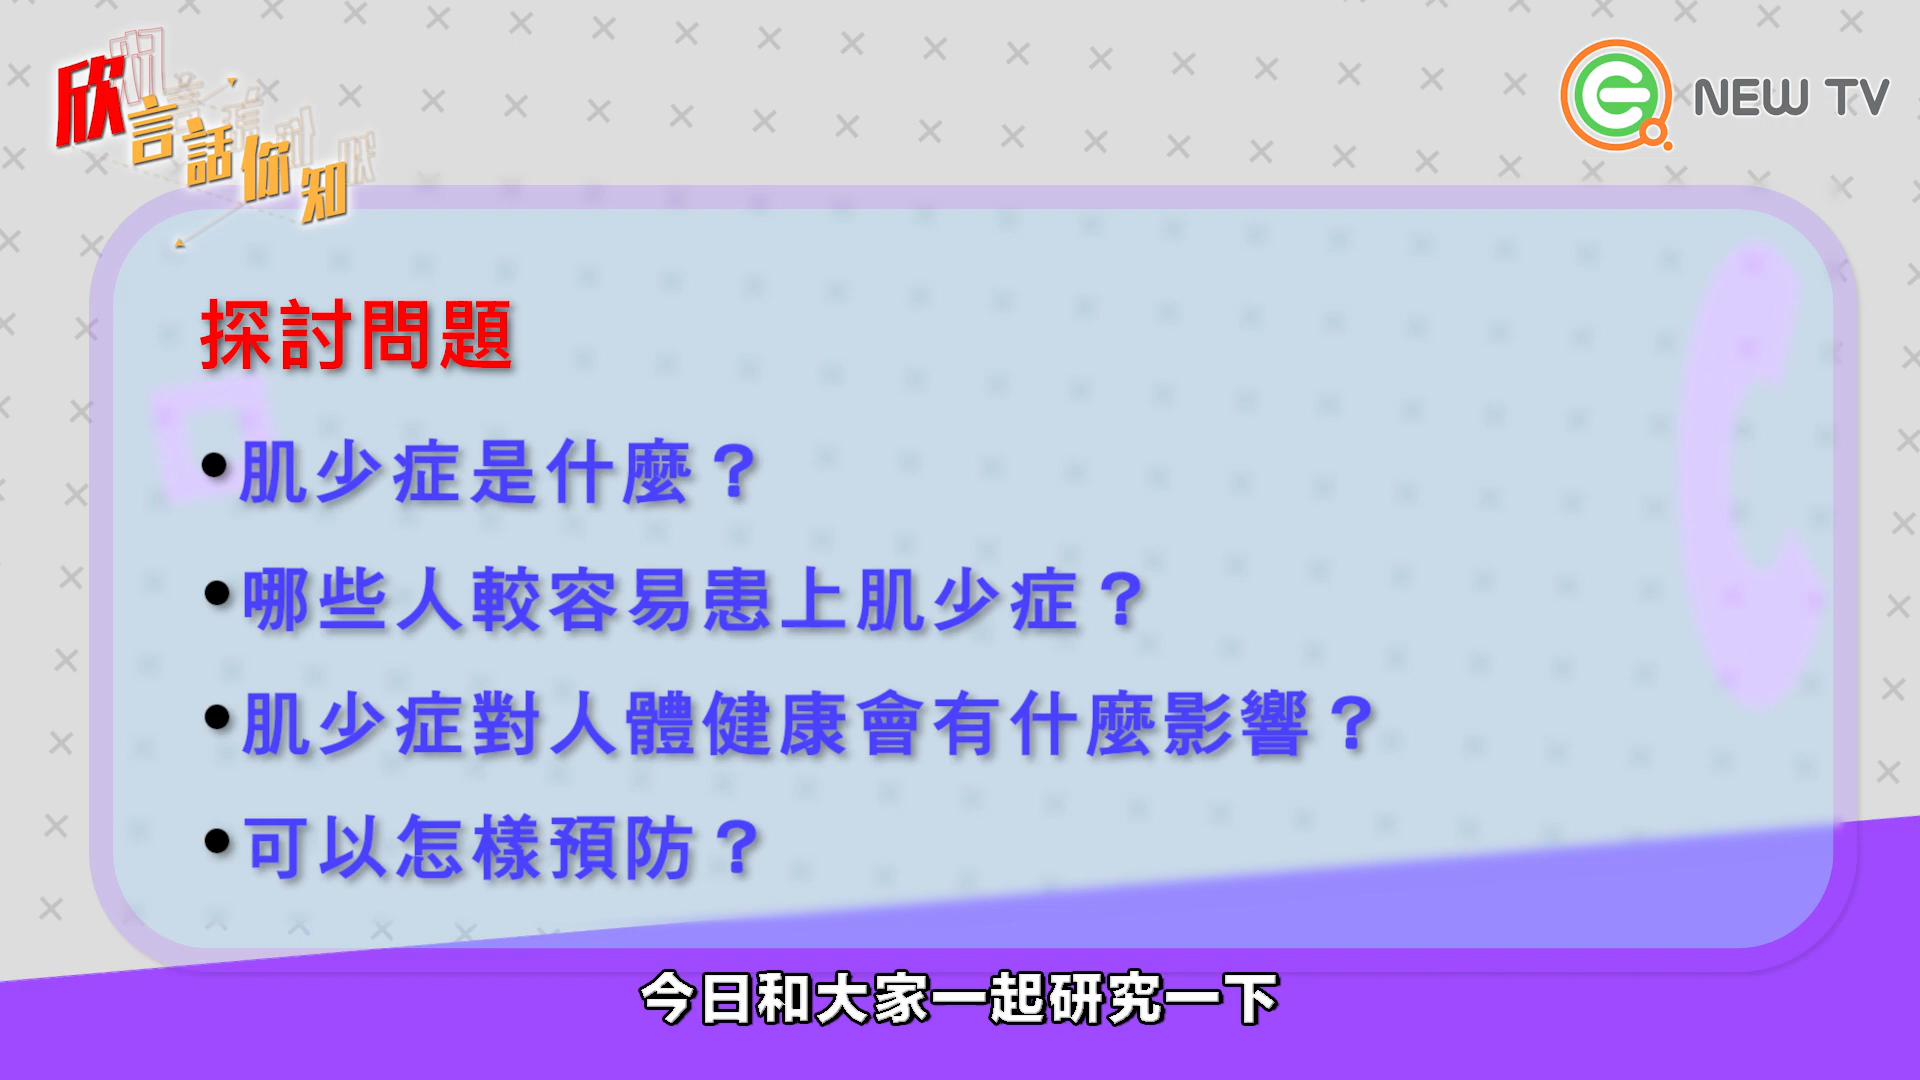 欣言話你知
NEW TV
探討問題
•肌少症是什麼？
•哪些人較容易患上肌少症？
•肌少症對人體健康會有什麼影響？
•可以怎樣預防？
今日和大家一起研究一下